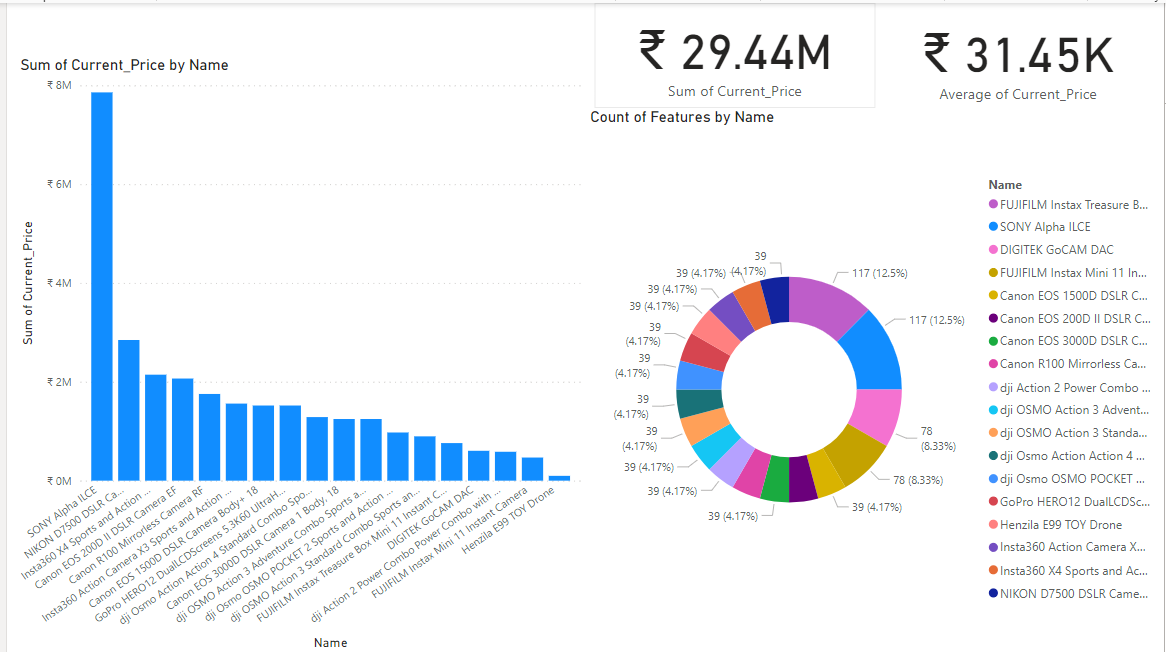 ₹ 29.44M
Sum of Current_Price
₹ 31.45K
Average of Current_Price
Sum of Current_Price by Name
₹ 8M
₹ 6M
₹ 4M
₹ 2M
₹ 0M
Sum of Current_Price
SONY Alpha ILCE
NIKON D7500 DSLR Ca...
Insta360 X4 Sports and Action ...
Canon EOS 200D II DSLR Camera EF
Canon R100 Mirrorless Camera RF
Insta360 Action Camera X3 Sports and Action ...
Canon EOS 1500D DSLR Camera Body+ 18
GoPro HERO12 DualLCDScreens 5.3K60 UltraH...
dji Osmo Action Action 4 Standard Combo Spo...
Canon EOS 3000D DSLR Camera 1 Body, 18
dji OSMO Action 3 Adventure Combo Sports a...
dji Osmo OSMO POCKET 2 Sports and Action ...
dji OSMO Action 3 Standard Combo Sports an...
FUJIFILM Instax Treasure Box Mini 11 Instant C...
DIGITEK GoCAM DAC
dji Action 2 Power Combo Power Combo with ...
FUJIFILM Instax Mini 11 Instant Camera
Henzila E99 TOY Drone
Name
Count of Features by Name
117 (12.5%)
117 (12.5%)
78
(8.33%)
78 (8.33%)
39 (4.17%)
39 (4.17%)
39 (4.17%)
39 (4.17%)
39
(4.17%)
39
(4.17%)
39
(4.17%)
39
(4.17%)
39 (4.17%)
39 (4.17%)
39 (4.17%)
39
(4.17%)
Name
FUJIFILM Instax Treasure B...
SONY Alpha ILCE
DIGITEK GoCAM DAC
FUJIFILM Instax Mini 11 In...
Canon EOS 1500D DSLR C...
Canon EOS 200D II DSLR C...
Canon EOS 3000D DSLR C...
Canon R100 Mirrorless Ca...
dji Action 2 Power Combo ...
dji OSMO Action 3 Advent...
dji OSMO Action 3 Standa...
dji Osmo Action Action 4 ...
dji Osmo OSMO POCKET ...
GoPro HERO12 DualLCDSc...
Henzila E99 TOY Drone
Insta360 Action Camera X...
Insta360 X4 Sports and Ac...
NIKON D7500 DSLR Came...